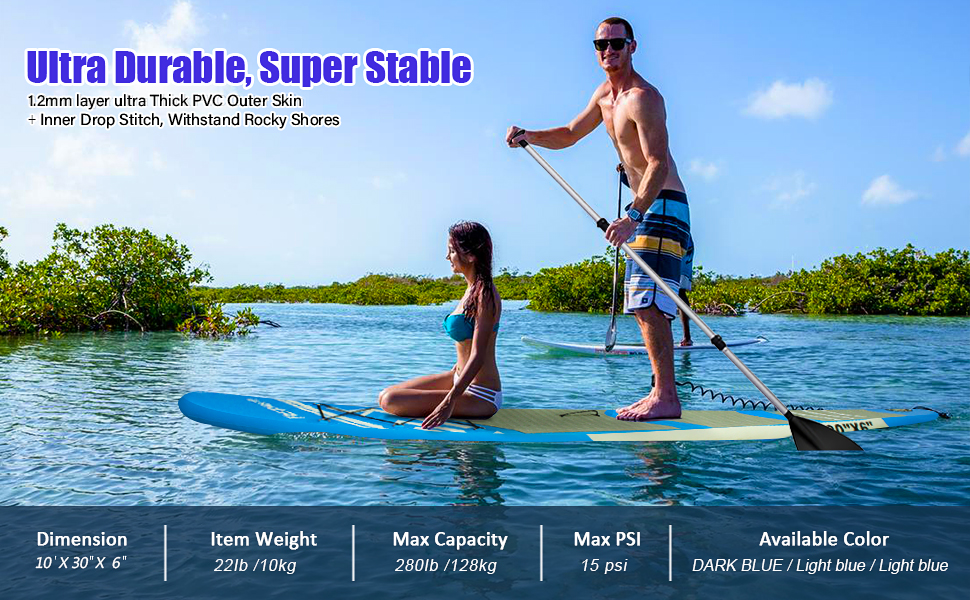 Ultra Durable, Super Stable
1.2mm layer ultra Thick PVC Outer Skin
+ Inner Drop Stitch, Withstand Rocky Shores
Dimension
10' X 30" X 6"
Item Weight
22lb /10kg
Max Capacity
280lb /128kg
Max PSI
15 psi
Available Color
DARK BLUE / Light blue / Light blue